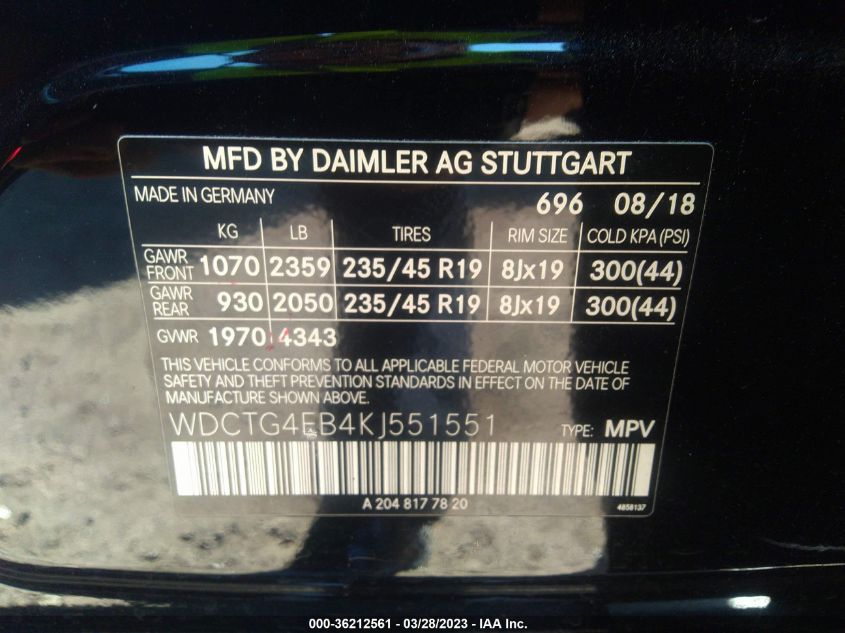 MFD BY DAIMLER AG STUTTGART
MADE IN GERMANY 696 08/18
KG LB TIRES RIM SIZE COLD KPA (PSI)
GAWR FRONT 1070 2359 235/45 R19 8Jx19 300(44)
GAWR REAR 930 2050 235/45 R19 8Jx19 300(44)
GVWR 1970 4343
THIS VEHICLE CONFORMS TO ALL APPLICABLE FEDERAL MOTOR VEHICLE
SAFETY AND THEFT PREVENTION STANDARDS IN EFFECT ON THE DATE OF
MANUFACTURE SHOWN ABOVE.
WDCTG4EB4KJ551551 TYPE: MPV
A 204 817 78 20 4858137
000-36212561 - 03/28/2023 - IAA Inc.